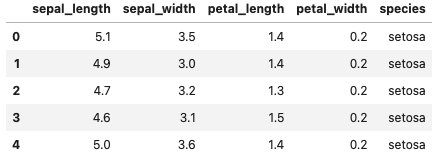 sepal_length sepal_width petal_length petal_width species
0 5.1 3.5 1.4 0.2 setosa
1 4.9 3.0 1.4 0.2 setosa
2 4.7 3.2 1.3 0.2 setosa
3 4.6 3.1 1.5 0.2 setosa
4 5.0 3.6 1.4 0.2 setosa